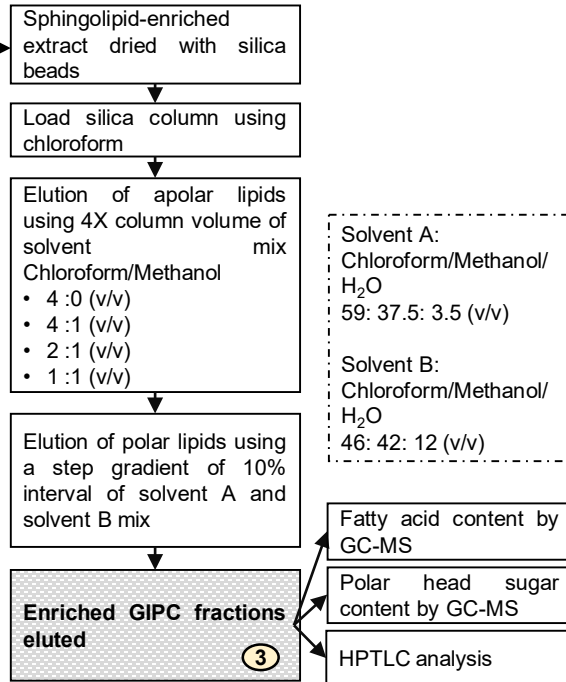 Sphingolipid-enriched
extract dried with silica
beads
Load silica column using
chloroform
Elution of apolar lipids
using 4X column volume of
solvent mix
Chloroform/Methanol
• 4 :0 (v/v)
• 4 :1 (v/v)
• 2 :1 (v/v)
• 1 :1 (v/v)
Solvent A:
Chloroform/Methanol/
H₂O
59: 37.5: 3.5 (v/v)
Solvent B:
Chloroform/Methanol/
H₂O
46: 42: 12 (v/v)
Elution of polar lipids using
a step gradient of 10%
interval of solvent A and
solvent B mix
Enriched GIPC fractions
eluted
3
Fatty acid content by
GC-MS
Polar head sugar
content by GC-MS
HPTLC analysis